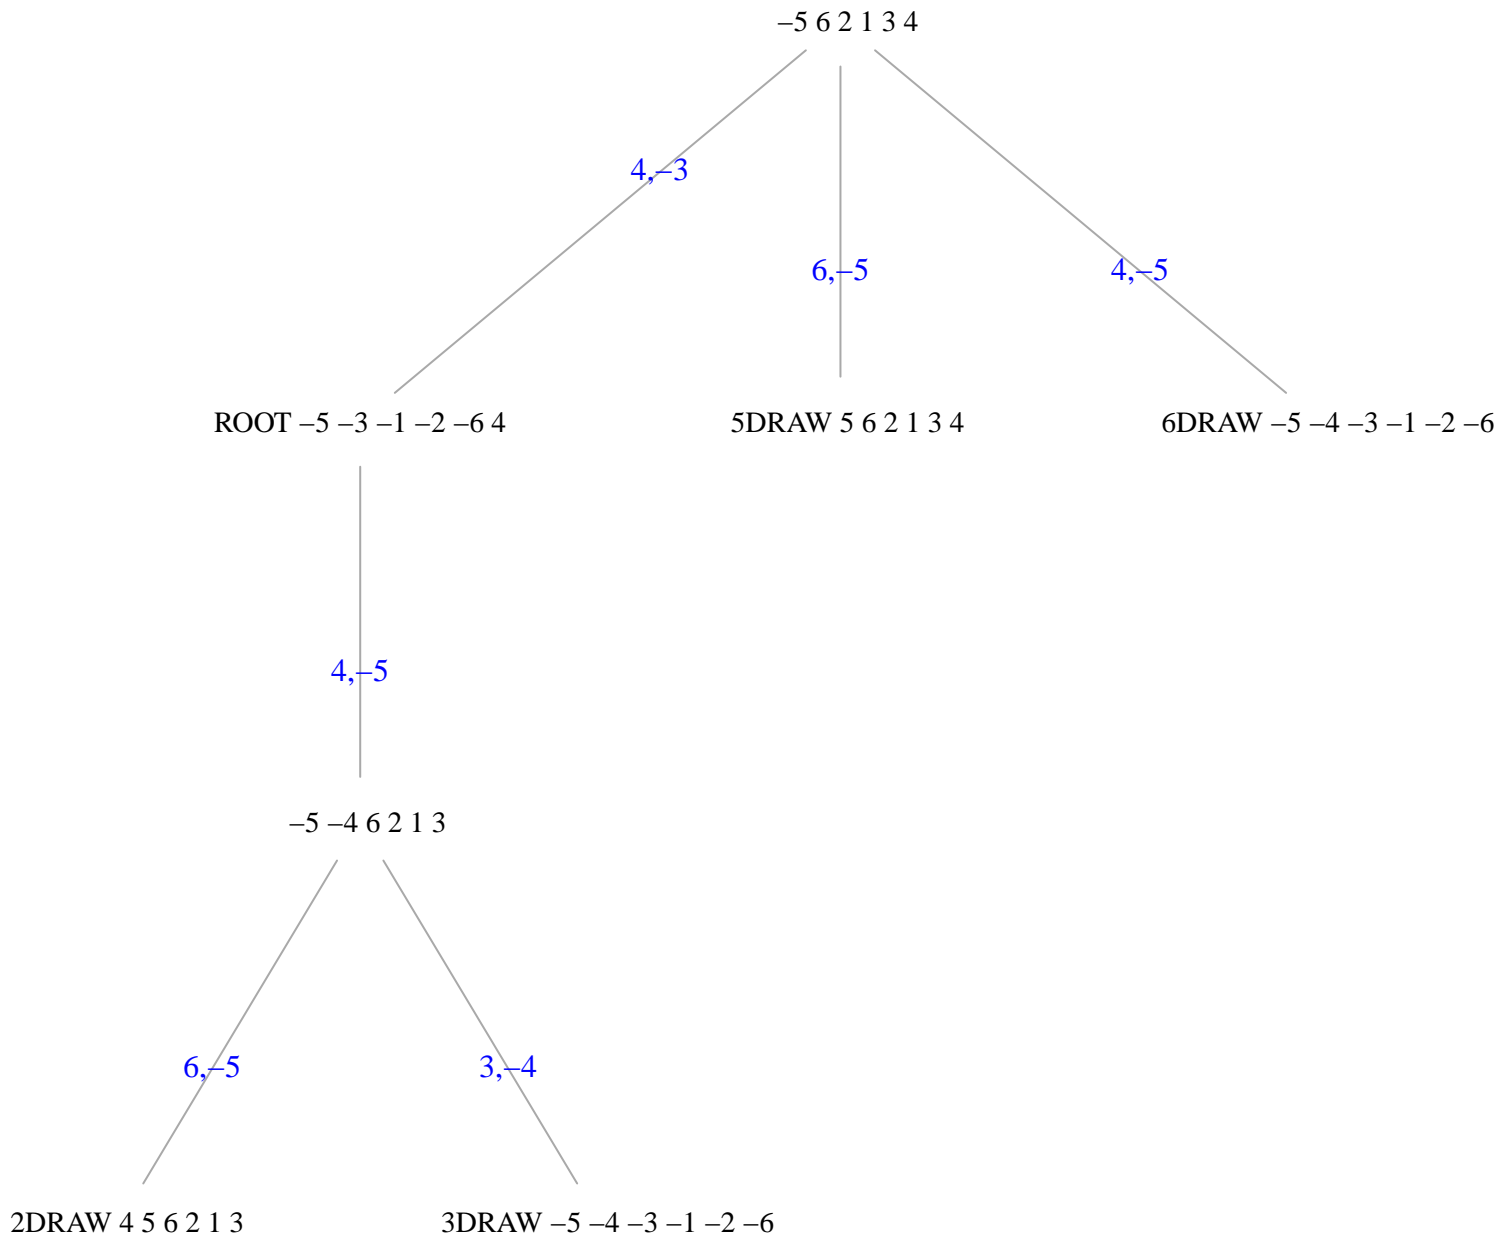 –5 6 2 1 3 4
4,–3
6,–5
4,–5
ROOT –5 –3 –1 –2 –6 4
5DRAW 5 6 2 1 3 4
6DRAW –5 –4 –3 –1 –2 –6
4,–5
–5 –4 6 2 1 3
6,–5
3,–4
2DRAW 4 5 6 2 1 3
3DRAW –5 –4 –3 –1 –2 –6